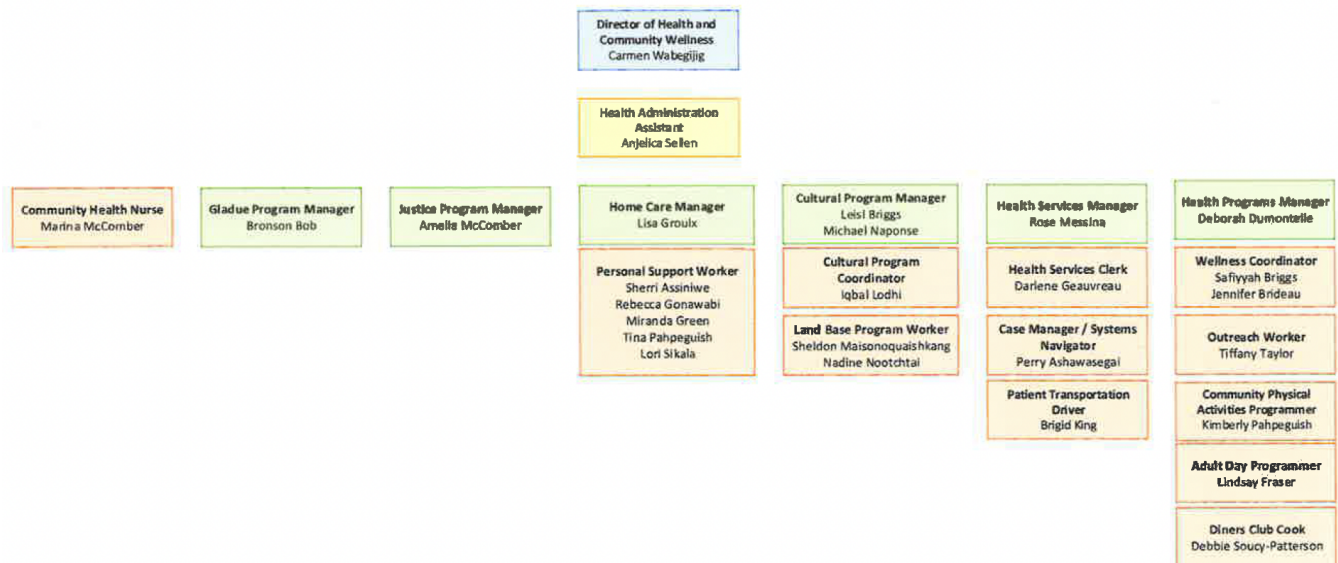 Director of Health and
Community Wellness
Carmen Wabegijig
Health Administration
Assistant
Anjelica Sellen
Community Health Nurse
Marina McComber
Gladue Program Manager
Bronson Bob
Justice Program Manager
Amelia McComber
Home Care Manager
Lisa Groulx
Personal Support Worker
Sherri Assiniwe
Rebecca Gonawabi
Miranda Green
Tina Pahpeguish
Lori Sikala
Cultural Program Manager
Leisl Briggs
Michael Naponse
Cultural Program
Coordinator
Iqbal Lodhi
Land Base Program Worker
Sheldon Maisonoquaishkang
Nadine Nootchtai
Health Services Manager
Rose Messina
Health Services Clerk
Darlene Geauvreau
Case Manager / Systems
Navigator
Perry Ashawasegai
Patient Transportation
Driver
Brigid King
Health Programs Manager
Deborah Dumontelle
Wellness Coordinator
Safiyyah Briggs
Jennifer Brideau
Outreach Worker
Tiffany Taylor
Community Physical
Activities Programmer
Kimberly Pahpeguish
Adult Day Programmer
Lindsay Fraser
Diners Club Cook
Debbie Soucy-Patterson